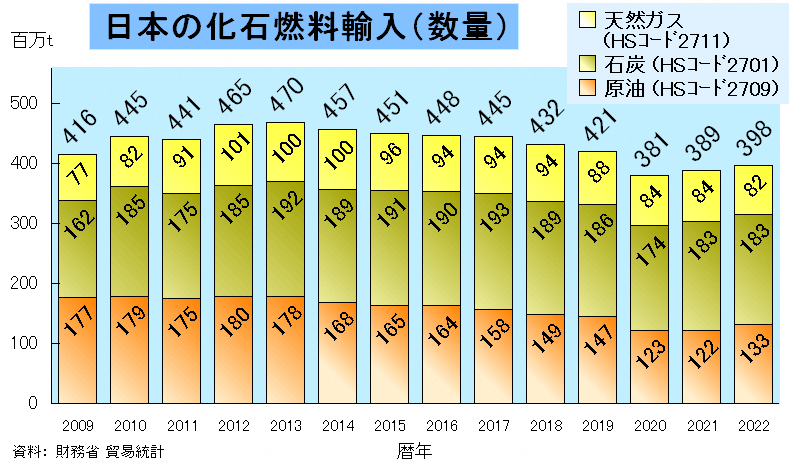 日本の化石燃料輸入(数量)
百万t
天然ガス
(HSコード2711)
石炭 (HSコード2701)
原油 (HSコード2709)
500
400
300
200
100
0
416 445 441 465 470 457 451 448 445 432 421 381 389 398
77 82 91 101 100 100 96 94 94 94 88 84 84 82
162 185 175 185 192 189 191 190 193 189 186 174 183 183
177 179 175 180 178 168 165 164 158 149 147 123 122 133
2009 2010 2011 2012 2013 2014 2015 2016 2017 2018 2019 2020 2021 2022
資料: 財務省 貿易統計
暦年